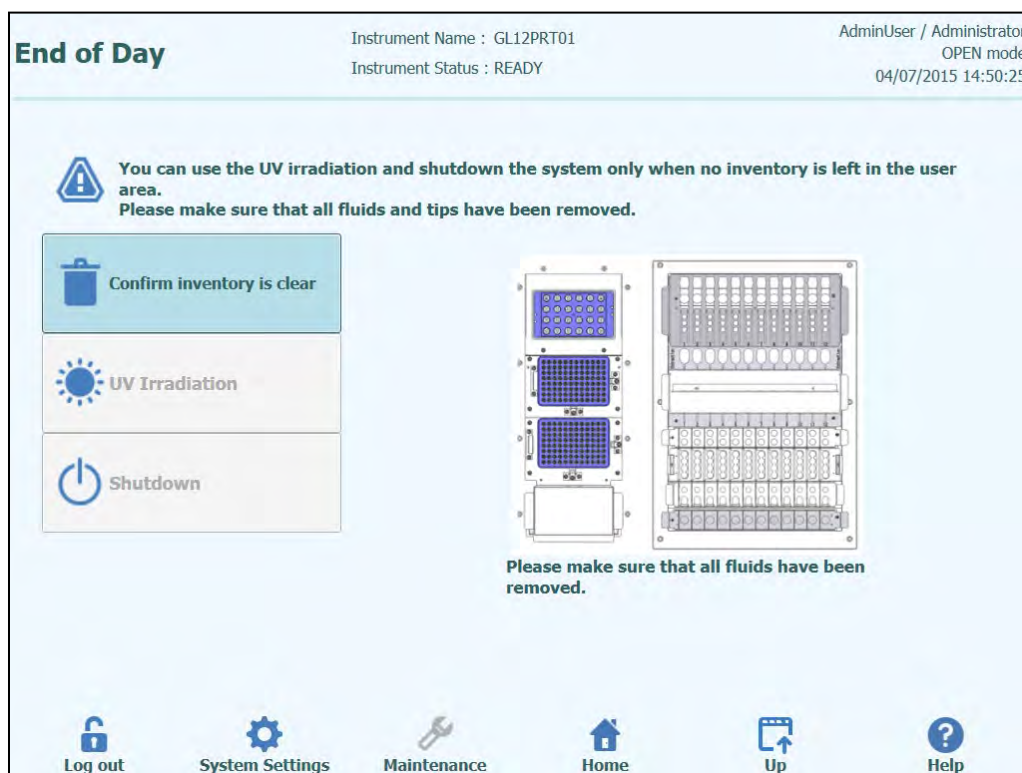 End of Day
Instrument Name : GL12PRT01
Instrument Status : READY
AdminUser / Administrator
OPEN mode
04/07/2015 14:50:25
You can use the UV irradiation and shutdown the system only when no inventory is left in the user
area.
Please make sure that all fluids and tips have been removed.
Confirm inventory is clear
UV Irradiation
Shutdown
Please make sure that all fluids have been
removed.
Log out
System Settings
Maintenance
Home
Up
Help